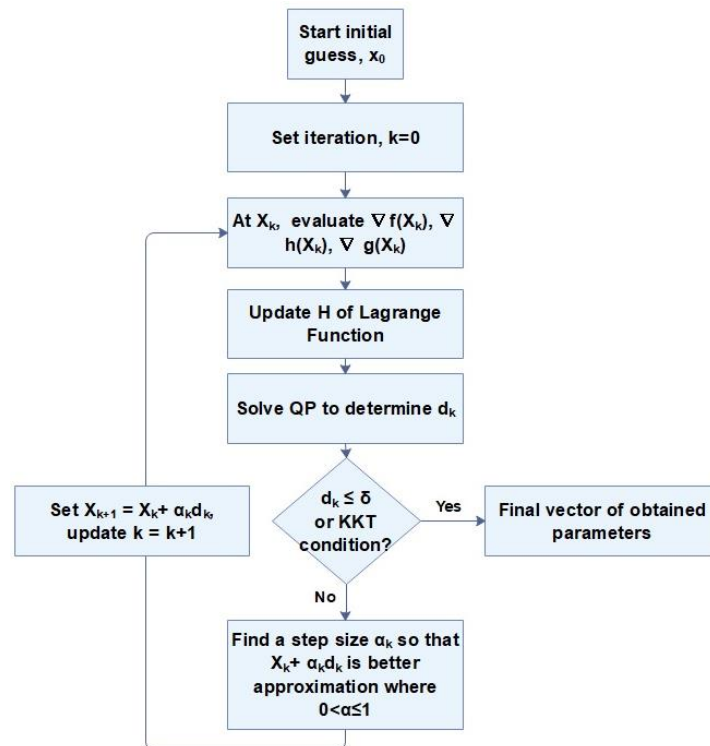 Start initial
guess, x₀
Set iteration, k=0
At Xₖ, evaluate ∇ f(Xₖ), ∇
h(Xₖ), ∇ g(Xₖ)
Update H of Lagrange
Function
Solve QP to determine dₖ
dₖ ≤ δ
or KKT
condition?
Yes
Final vector of obtained
parameters
No
Find a step size αₖ so that
Xₖ+ αₖdₖ is better
approximation where
0<α≤1
Set Xₖ₊₁ = Xₖ+ αₖdₖ,
update k = k+1